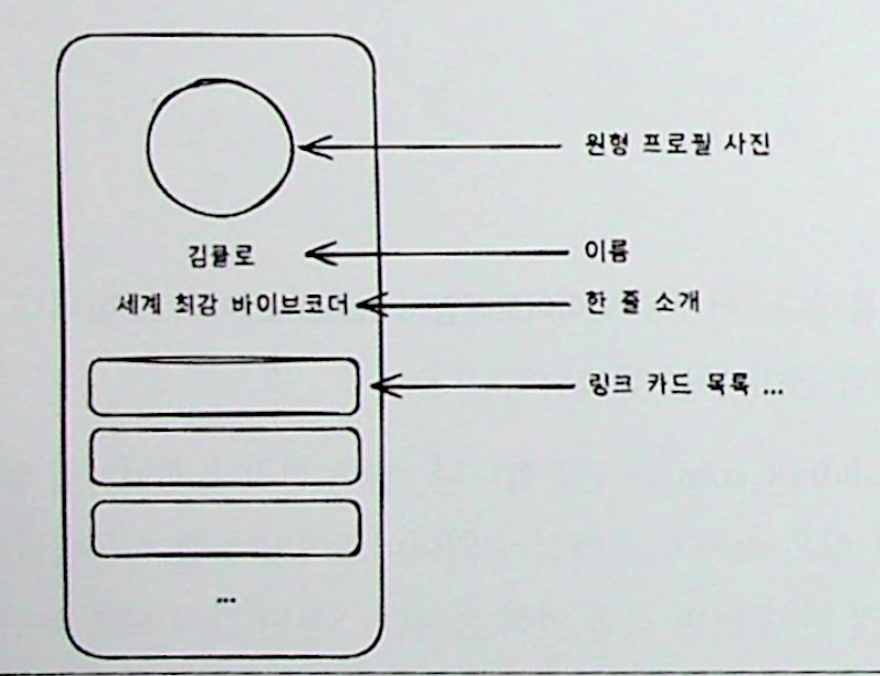 원형 프로필 사진
김클로
이름
세계 최강 바이브코더
한 줄 소개
링크 카드 목록 ...
...